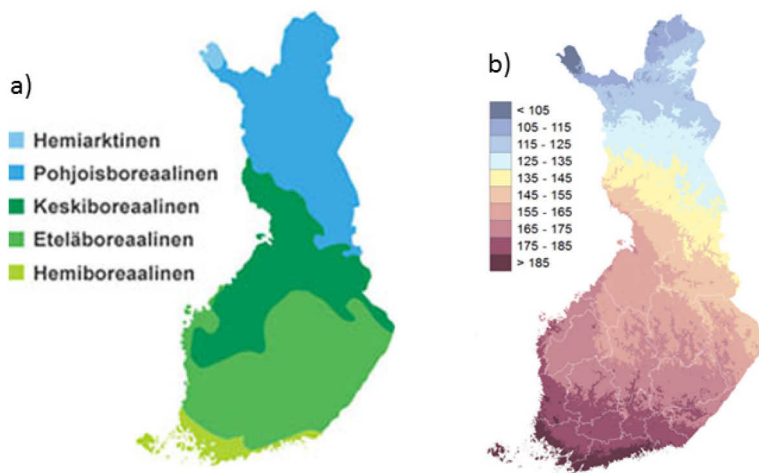 a)
Hemiarktinen
Pohjoisboreaalinen
Keskiboreaalinen
Eteläboreaalinen
Hemiboreaalinen
b)
< 105
105 - 115
115 - 125
125 - 135
135 - 145
145 - 155
155 - 165
165 - 175
175 - 185
> 185